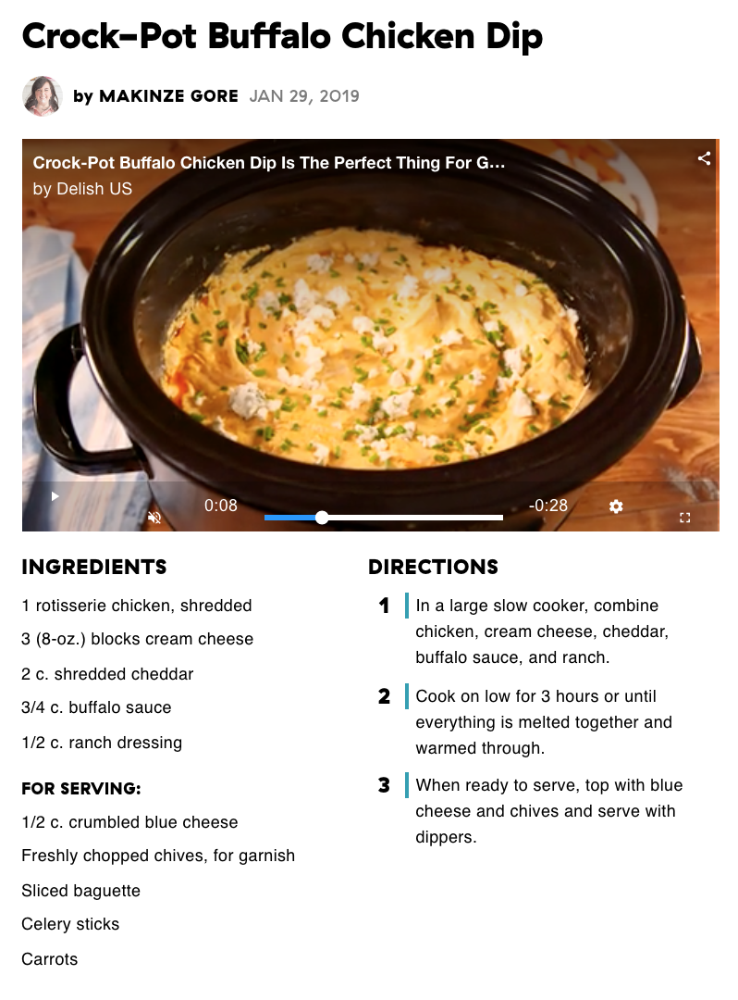 Crock-Pot Buffalo Chicken Dip
by MAKINZE GORE JAN 29, 2019
Crock-Pot Buffalo Chicken Dip Is The Perfect Thing For G...
by Delish US
0:08
-0:28
INGREDIENTS
1 rotisserie chicken, shredded
3 (8-oz.) blocks cream cheese
2 c. shredded cheddar
3/4 c. buffalo sauce
1/2 c. ranch dressing
FOR SERVING:
1/2 c. crumbled blue cheese
Freshly chopped chives, for garnish
Sliced baguette
Celery sticks
Carrots
DIRECTIONS
1 In a large slow cooker, combine
chicken, cream cheese, cheddar,
buffalo sauce, and ranch.
2 Cook on low for 3 hours or until
everything is melted together and
warmed through.
3 When ready to serve, top with blue
cheese and chives and serve with
dippers.